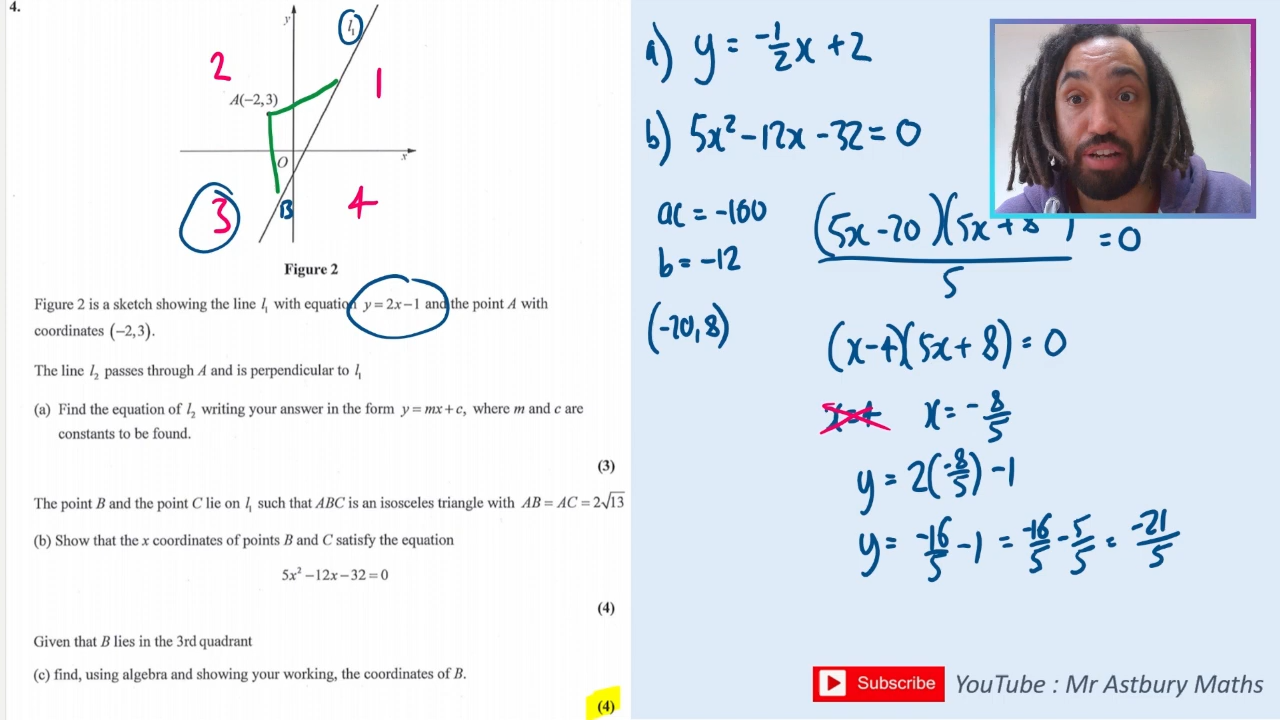 4.
y
l₁
2
1
A(−2,3)
O
x
B
3
4
Figure 2
Figure 2 is a sketch showing the line l₁ with equation y = 2x − 1 and the point A with
coordinates (−2,3).
The line l₂ passes through A and is perpendicular to l₁
(a) Find the equation of l₂ writing your answer in the form y = mx + c, where m and c are
constants to be found.
(3)
The point B and the point C lie on l₁ such that ABC is an isosceles triangle with AB = AC = 2√13
(b) Show that the x coordinates of points B and C satisfy the equation
5x² − 12x − 32 = 0
(4)
Given that B lies in the 3rd quadrant
(c) find, using algebra and showing your working, the coordinates of B.
(4)
a) y = -1/2 x + 2
b) 5x² - 12x - 32 = 0
ac = -160
b = -12
(-20, 8)
(5x - 20)(5x + 8)/5 = 0
(x-4)(5x + 8) = 0
x=4 x = - 8/5
y = 2(-8/5) - 1
y = -16/5 - 1 = -16/5 - 5/5 = -21/5
Subscribe
YouTube : Mr Astbury Maths